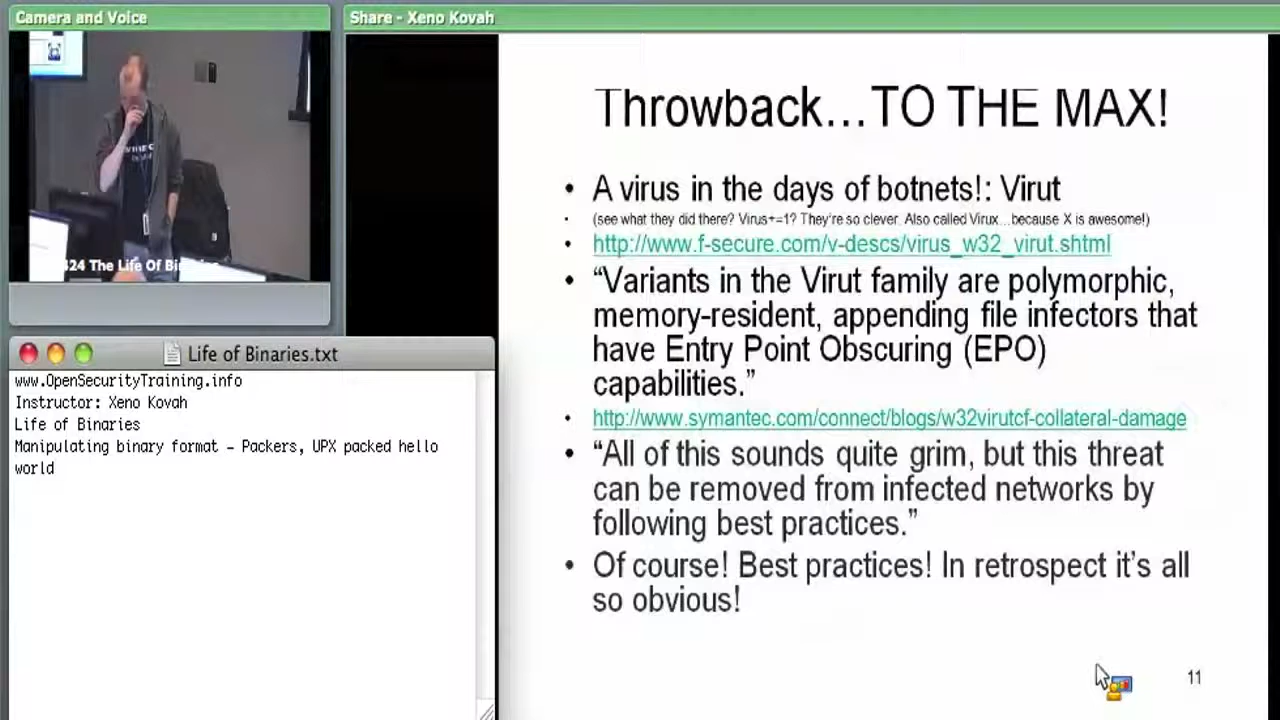 Camera and Voice
Share - Xeno Kovah
424 The Life Of
Life of Binaries.txt
www.OpenSecurityTraining.info
Instructor: Xeno Kovah
Life of Binaries
Manipulating binary format – Packers, UPX packed hello
world
Throwback…TO THE MAX!
• A virus in the days of botnets!: Virut
• (see what they did there? Virus+=1? They're so clever. Also called Virux…because X is awesome!)
• http://www.f-secure.com/v-descs/virus_w32_virut.shtml
• “Variants in the Virut family are polymorphic,
memory-resident, appending file infectors that
have Entry Point Obscuring (EPO)
capabilities.”
• http://www.symantec.com/connect/blogs/w32virutcf-collateral-damage
• “All of this sounds quite grim, but this threat
can be removed from infected networks by
following best practices.”
• Of course! Best practices! In retrospect it’s all
so obvious!
11